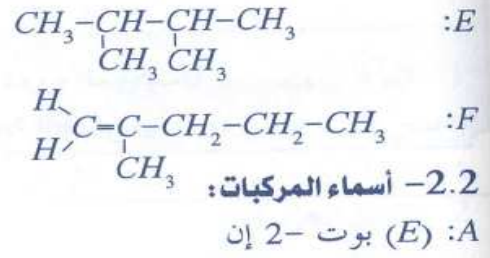 CH₃–CH–CH–CH₃ :E
CH₃ CH₃
H
C=C–CH₂–CH₂–CH₃ :F
H
CH₃
2.2– أسماء المركبات:
A: (E) بوت –2 إن